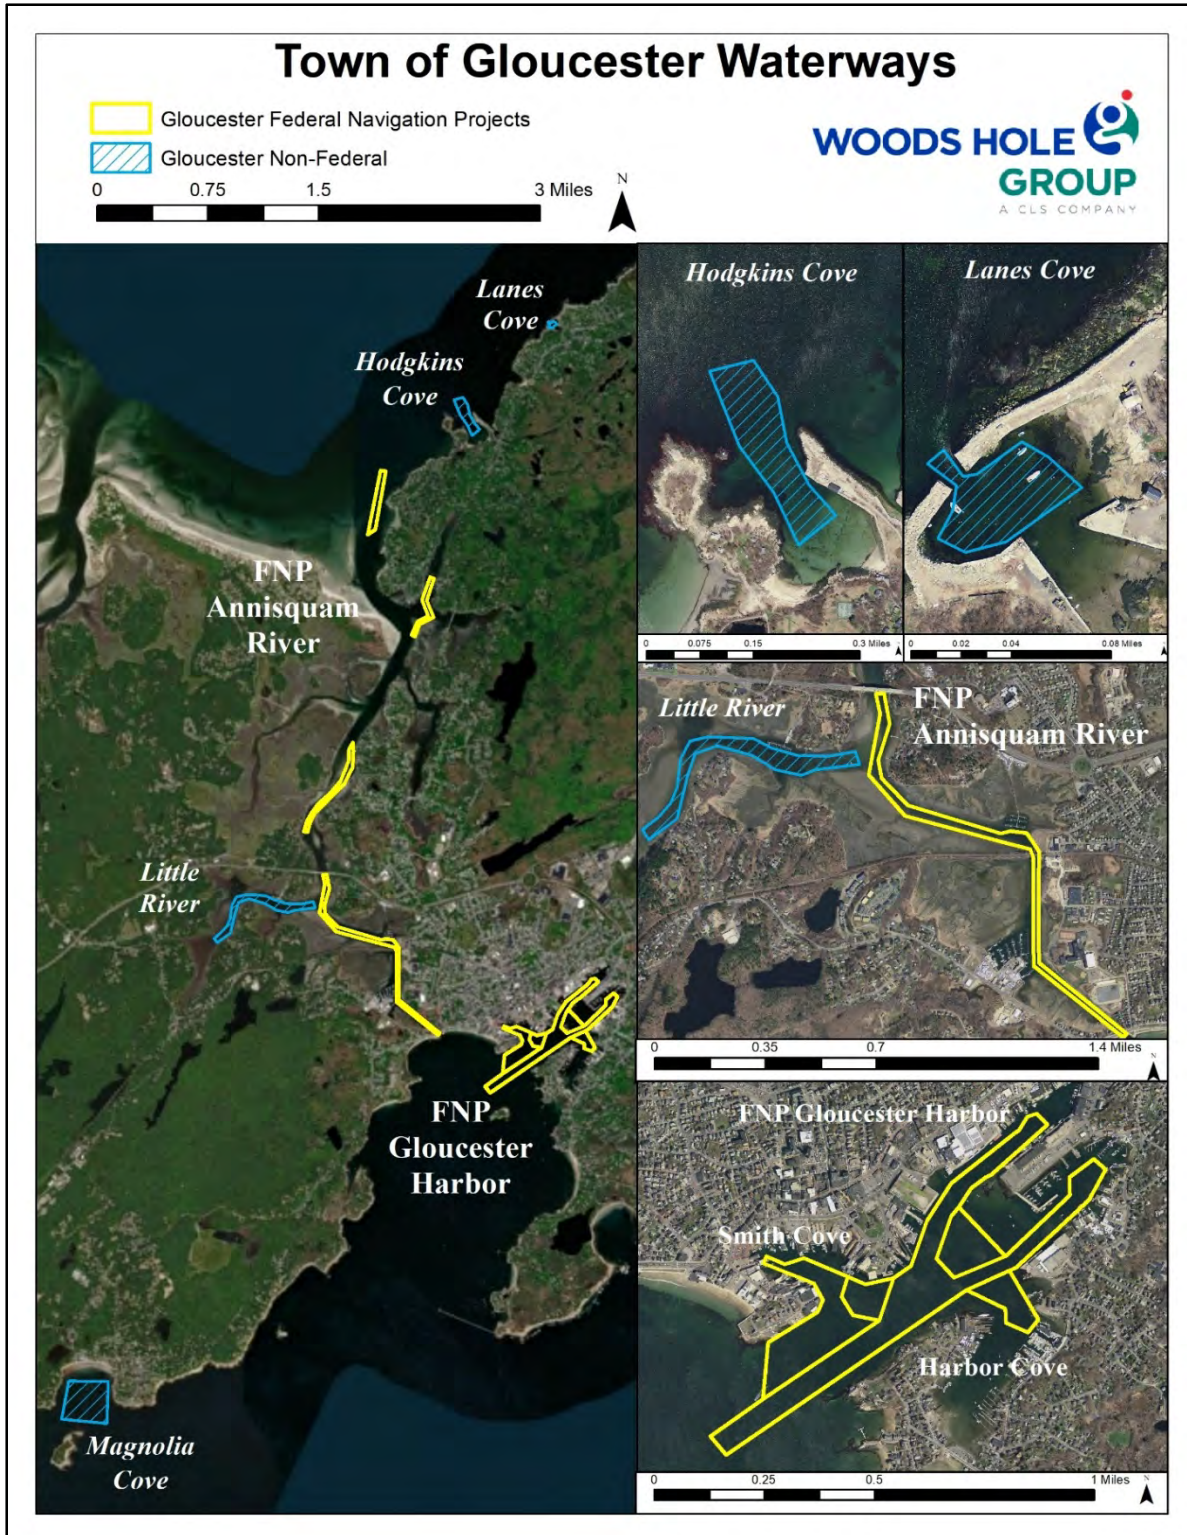 Town of Gloucester Waterways
Gloucester Federal Navigation Projects
Gloucester Non-Federal
0 0.75 1.5 3 Miles
N
WOODS HOLE
GROUP
A CLS COMPANY
Lanes
Cove
Hodgkins
Cove
FNP
Annisquam
River
Little
River
FNP
Gloucester
Harbor
Magnolia
Cove
Hodgkins Cove
0 0.075 0.15 0.3 Miles
Lanes Cove
0 0.02 0.04 0.08 Miles
Little River
FNP
Annisquam River
0 0.35 0.7 1.4 Miles
N
FNP Gloucester Harbor
Smith Cove
Harbor Cove
0 0.25 0.5 1 Miles
N